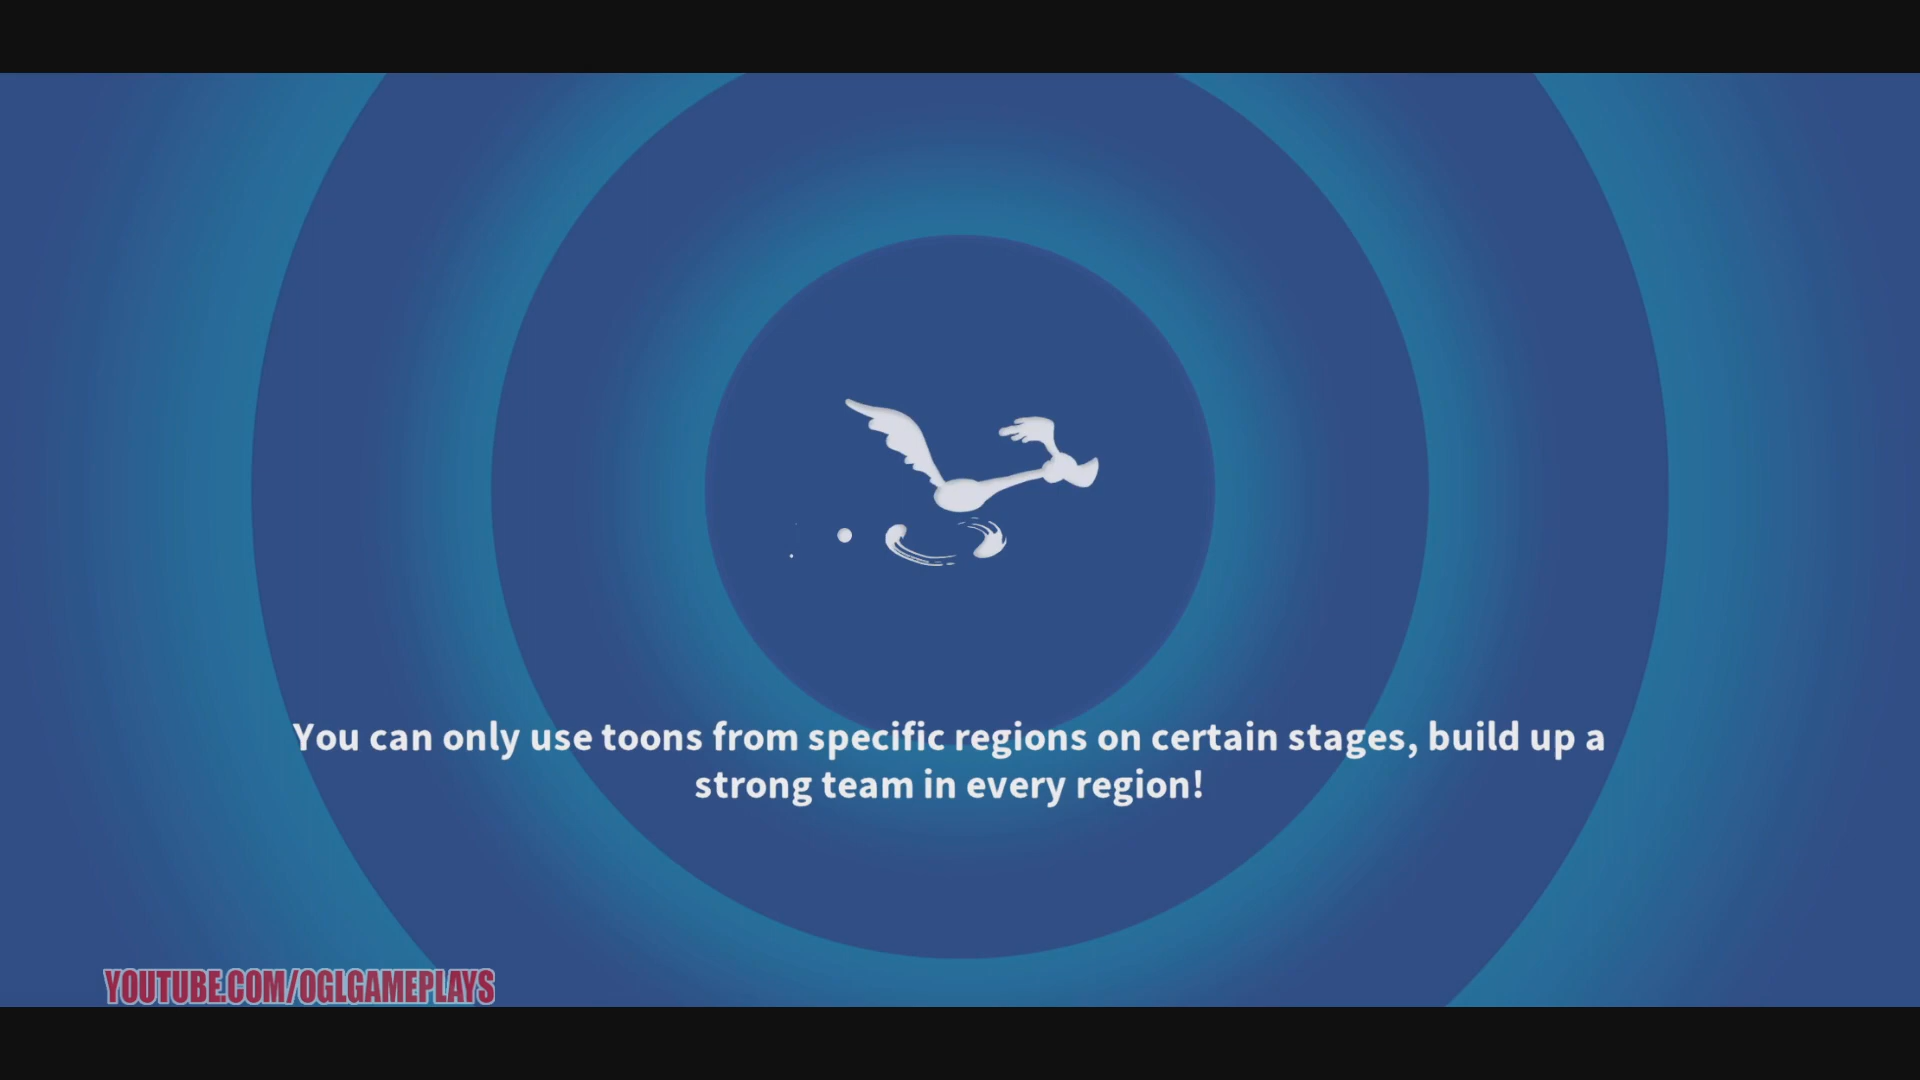 You can only use toons from specific regions on certain stages, build up a
strong team in every region!
YOUTUBE.COM/OGLGAMEPLAYS